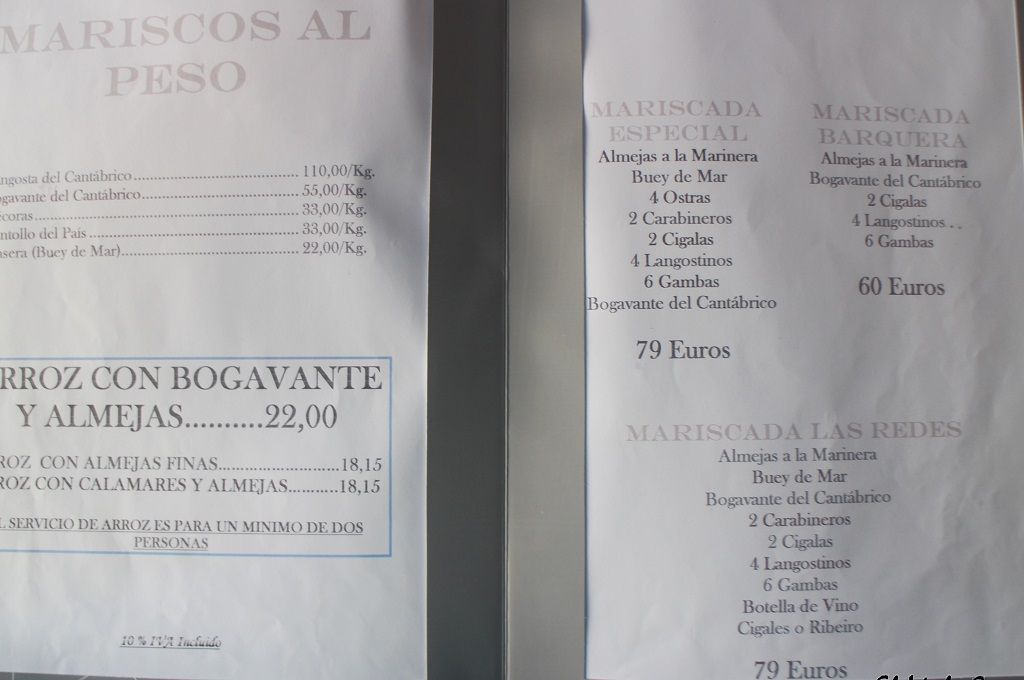 MARISCOS AL
PESO
ngosta del Cantábrico.......................................... 110,00/Kg.
gavante del Cantábrico........................................ 55,00/Kg.
coras.................................................................... 33,00/Kg.
ntollo del País ...................................................... 33,00/Kg.
sera (Buey de Mar).............................................. 22,00/Kg.
RROZ CON BOGAVANTE
Y ALMEJAS..........22,00
ROZ CON ALMEJAS FINAS..........................18,15
ROZ CON CALAMARES Y ALMEJAS...........18,15
L SERVICIO DE ARROZ ES PARA UN MINIMO DE DOS
PERSONAS
10 % IVA Incluido
MARISCADA
ESPECIAL
Almejas a la Marinera
Buey de Mar
4 Ostras
2 Carabineros
2 Cigalas
4 Langostinos
6 Gambas
Bogavante del Cantábrico
79 Euros
MARISCADA
BARQUERA
Almejas a la Marinera
Bogavante del Cantábrico
2 Cigalas
4 Langostinos . .
6 Gambas
60 Euros
MARISCADA LAS REDES
Almejas a la Marinera
Buey de Mar
Bogavante del Cantábrico
2 Carabineros
2 Cigalas
4 Langostinos
6 Gambas
Botella de Vino
Cigales o Ribeiro
79 Euros